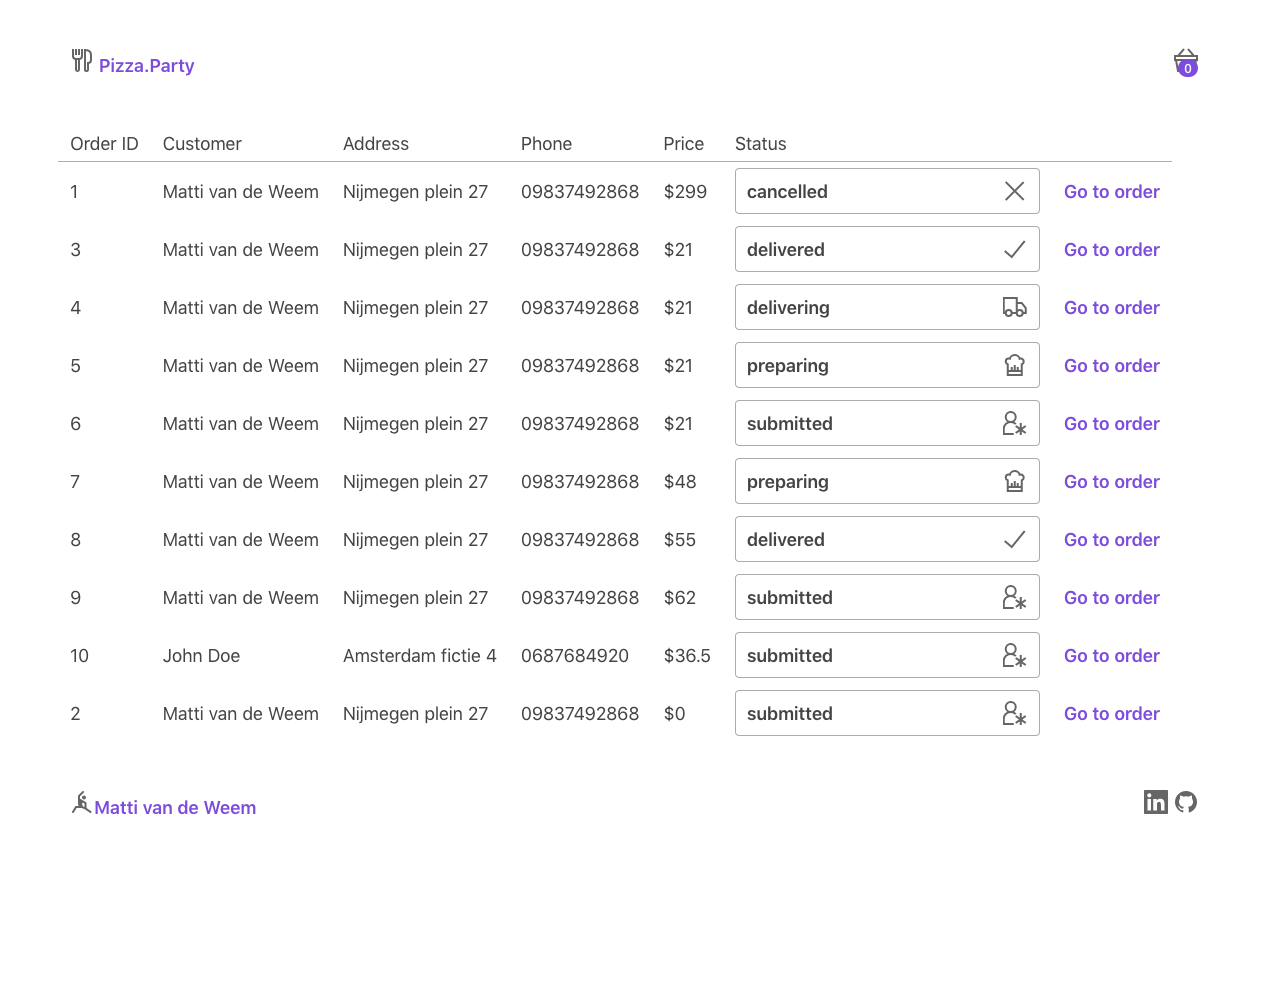 Pizza.Party
0
Order ID Customer Address Phone Price Status
1 Matti van de Weem Nijmegen plein 27 09837492868 $299 cancelled Go to order
3 Matti van de Weem Nijmegen plein 27 09837492868 $21 delivered Go to order
4 Matti van de Weem Nijmegen plein 27 09837492868 $21 delivering Go to order
5 Matti van de Weem Nijmegen plein 27 09837492868 $21 preparing Go to order
6 Matti van de Weem Nijmegen plein 27 09837492868 $21 submitted Go to order
7 Matti van de Weem Nijmegen plein 27 09837492868 $48 preparing Go to order
8 Matti van de Weem Nijmegen plein 27 09837492868 $55 delivered Go to order
9 Matti van de Weem Nijmegen plein 27 09837492868 $62 submitted Go to order
10 John Doe Amsterdam fictie 4 0687684920 $36.5 submitted Go to order
2 Matti van de Weem Nijmegen plein 27 09837492868 $0 submitted Go to order
Matti van de Weem
in